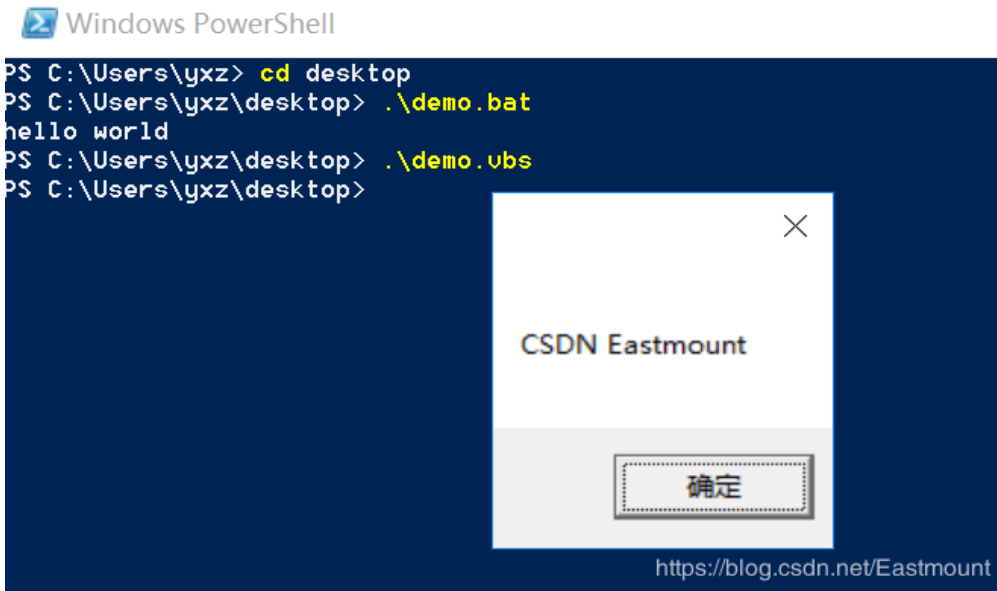 Windows PowerShell
PS C:\Users\yxz> cd desktop
PS C:\Users\yxz\desktop> .\demo.bat
hello world
PS C:\Users\yxz\desktop> .\demo.vbs
PS C:\Users\yxz\desktop>
CSDN Eastmount
确定
https://blog.csdn.net/Eastmount